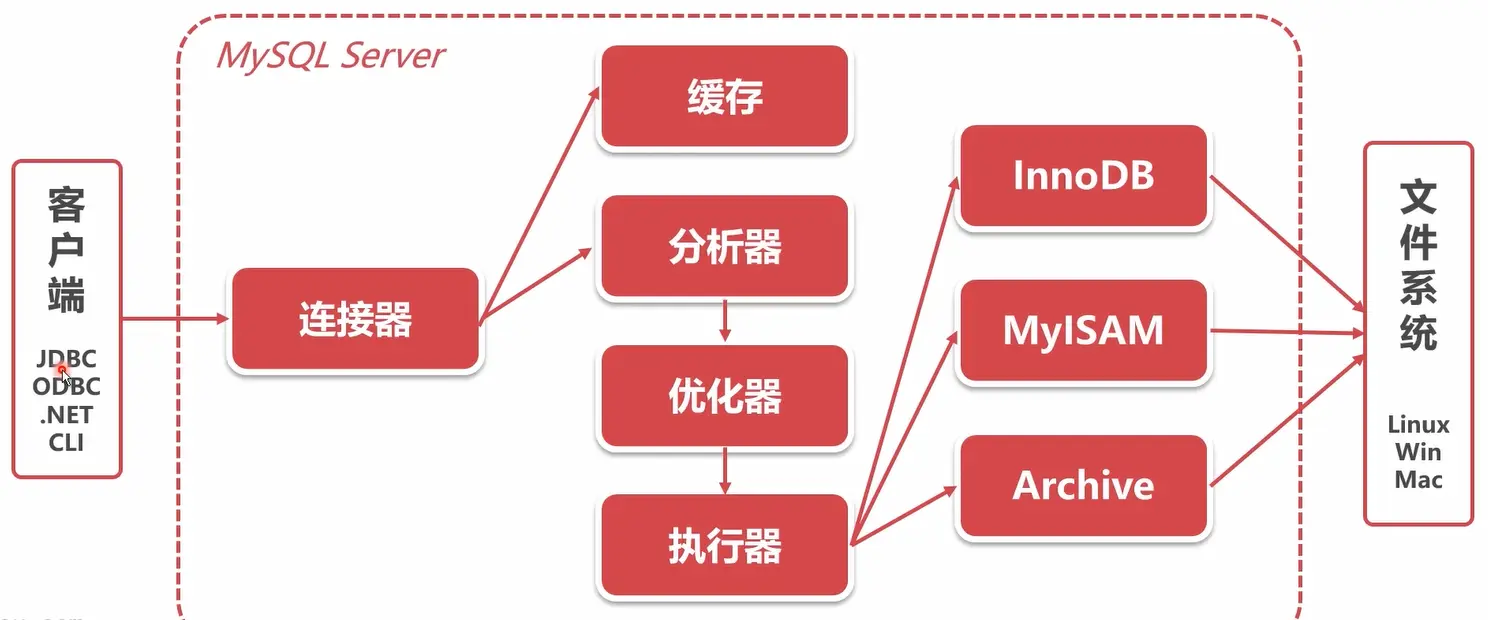 MySQL Server
客户端
JDBC
ODBC
.NET
CLI
连接器
缓存
分析器
优化器
执行器
InnoDB
MyISAM
Archive
文件系统
Linux
Win
Mac